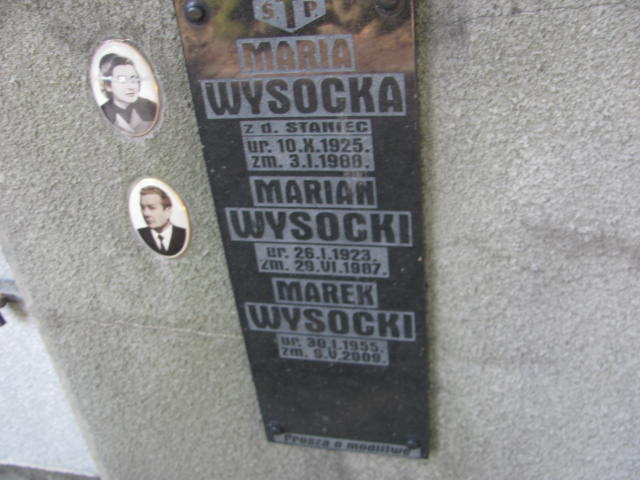 Ś.†P.
MARIA
WYSOCKA
z d. STANIEC
ur. 10.X.1925.
zm. 3.I.1988.
MARIAN
WYSOCKI
ur. 26.I.1923.
zm. 29.VI.1987.
MAREK
WYSOCKI
ur. 30.I.1955.
zm. 9.V.2009.
Proszą o modlitwę